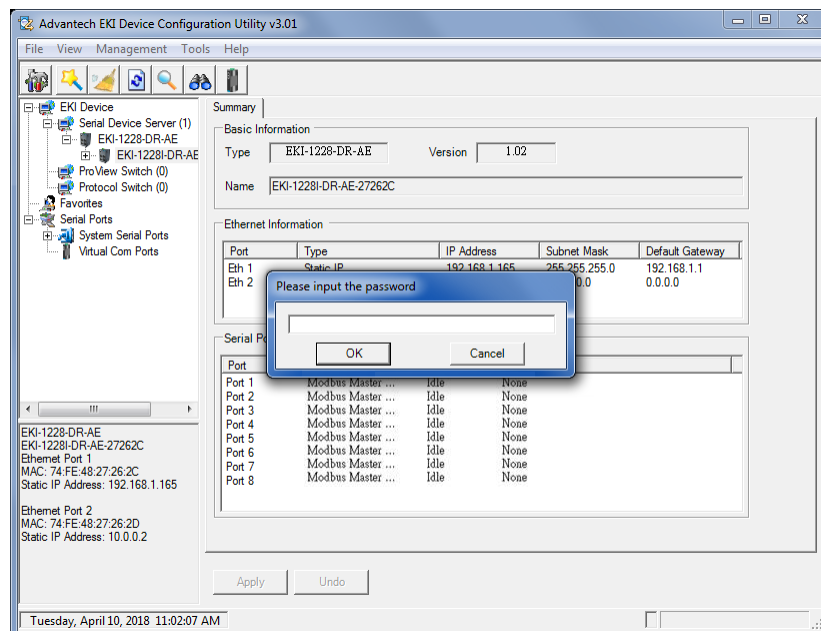 Advantech EKI Device Configuration Utility v3.01
File View Management Tools Help
EKI Device
Serial Device Server (1)
EKI-1228-DR-AE
EKI-1228I-DR-AE
ProView Switch (0)
Protocol Switch (0)
Favorites
Serial Ports
System Serial Ports
Virtual Com Ports
EKI-1228-DR-AE
EKI-1228I-DR-AE-27262C
Ethernet Port 1
MAC: 74:FE:48:27:26:2C
Static IP Address: 192.168.1.165
Ethernet Port 2
MAC: 74:FE:48:27:26:2D
Static IP Address: 10.0.0.2
Summary
Basic Information
Type EKI-1228-DR-AE Version 1.02
Name EKI-1228I-DR-AE-27262C
Ethernet Information
Port Type IP Address Subnet Mask Default Gateway
Eth 1 Static IP 192.168.1.165 255.255.255.0 192.168.1.1
Eth 2 0.0.0.0
Please input the password
OK Cancel
Serial
Port
Port 1 Modbus Master ... Idle None
Port 2 Modbus Master ... Idle None
Port 3 Modbus Master ... Idle None
Port 4 Modbus Master ... Idle None
Port 5 Modbus Master ... Idle None
Port 6 Modbus Master ... Idle None
Port 7 Modbus Master ... Idle None
Port 8 Modbus Master ... Idle None
Apply Undo
Tuesday, April 10, 2018 11:02:07 AM